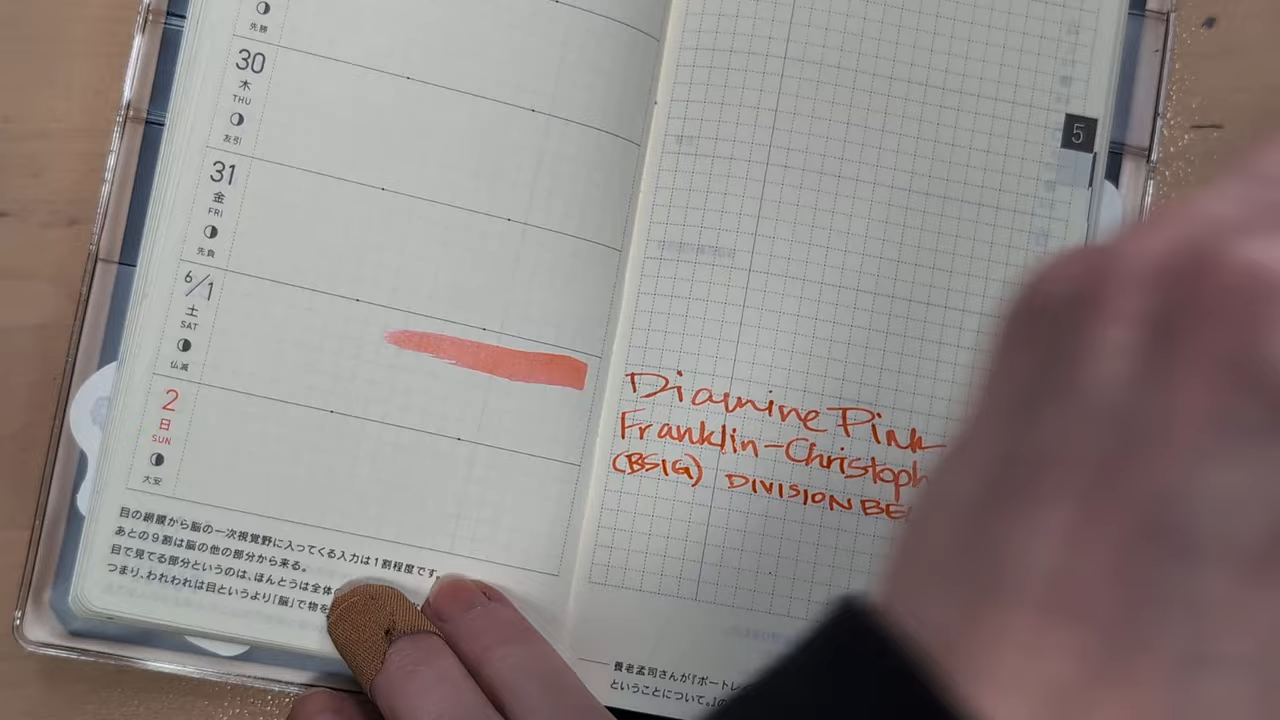 先勝
30
木
THU
友引
31
金
FRI
先負
6/1
土
SAT
仏滅
2
日
SUN
大安
目の網膜から脳の一次視覚野に入ってくる入力は1割程度です。
あとの9割は脳の他の部分から来る。
目で見てる部分というのは、ほんとうは全体
つまり、われわれは目というより「脳」で物を
5
Diamine Pink
Franklin-Christoph
(BSIG) DIVISION BE
養老孟司さんが『ポートレ
ということについて。』の